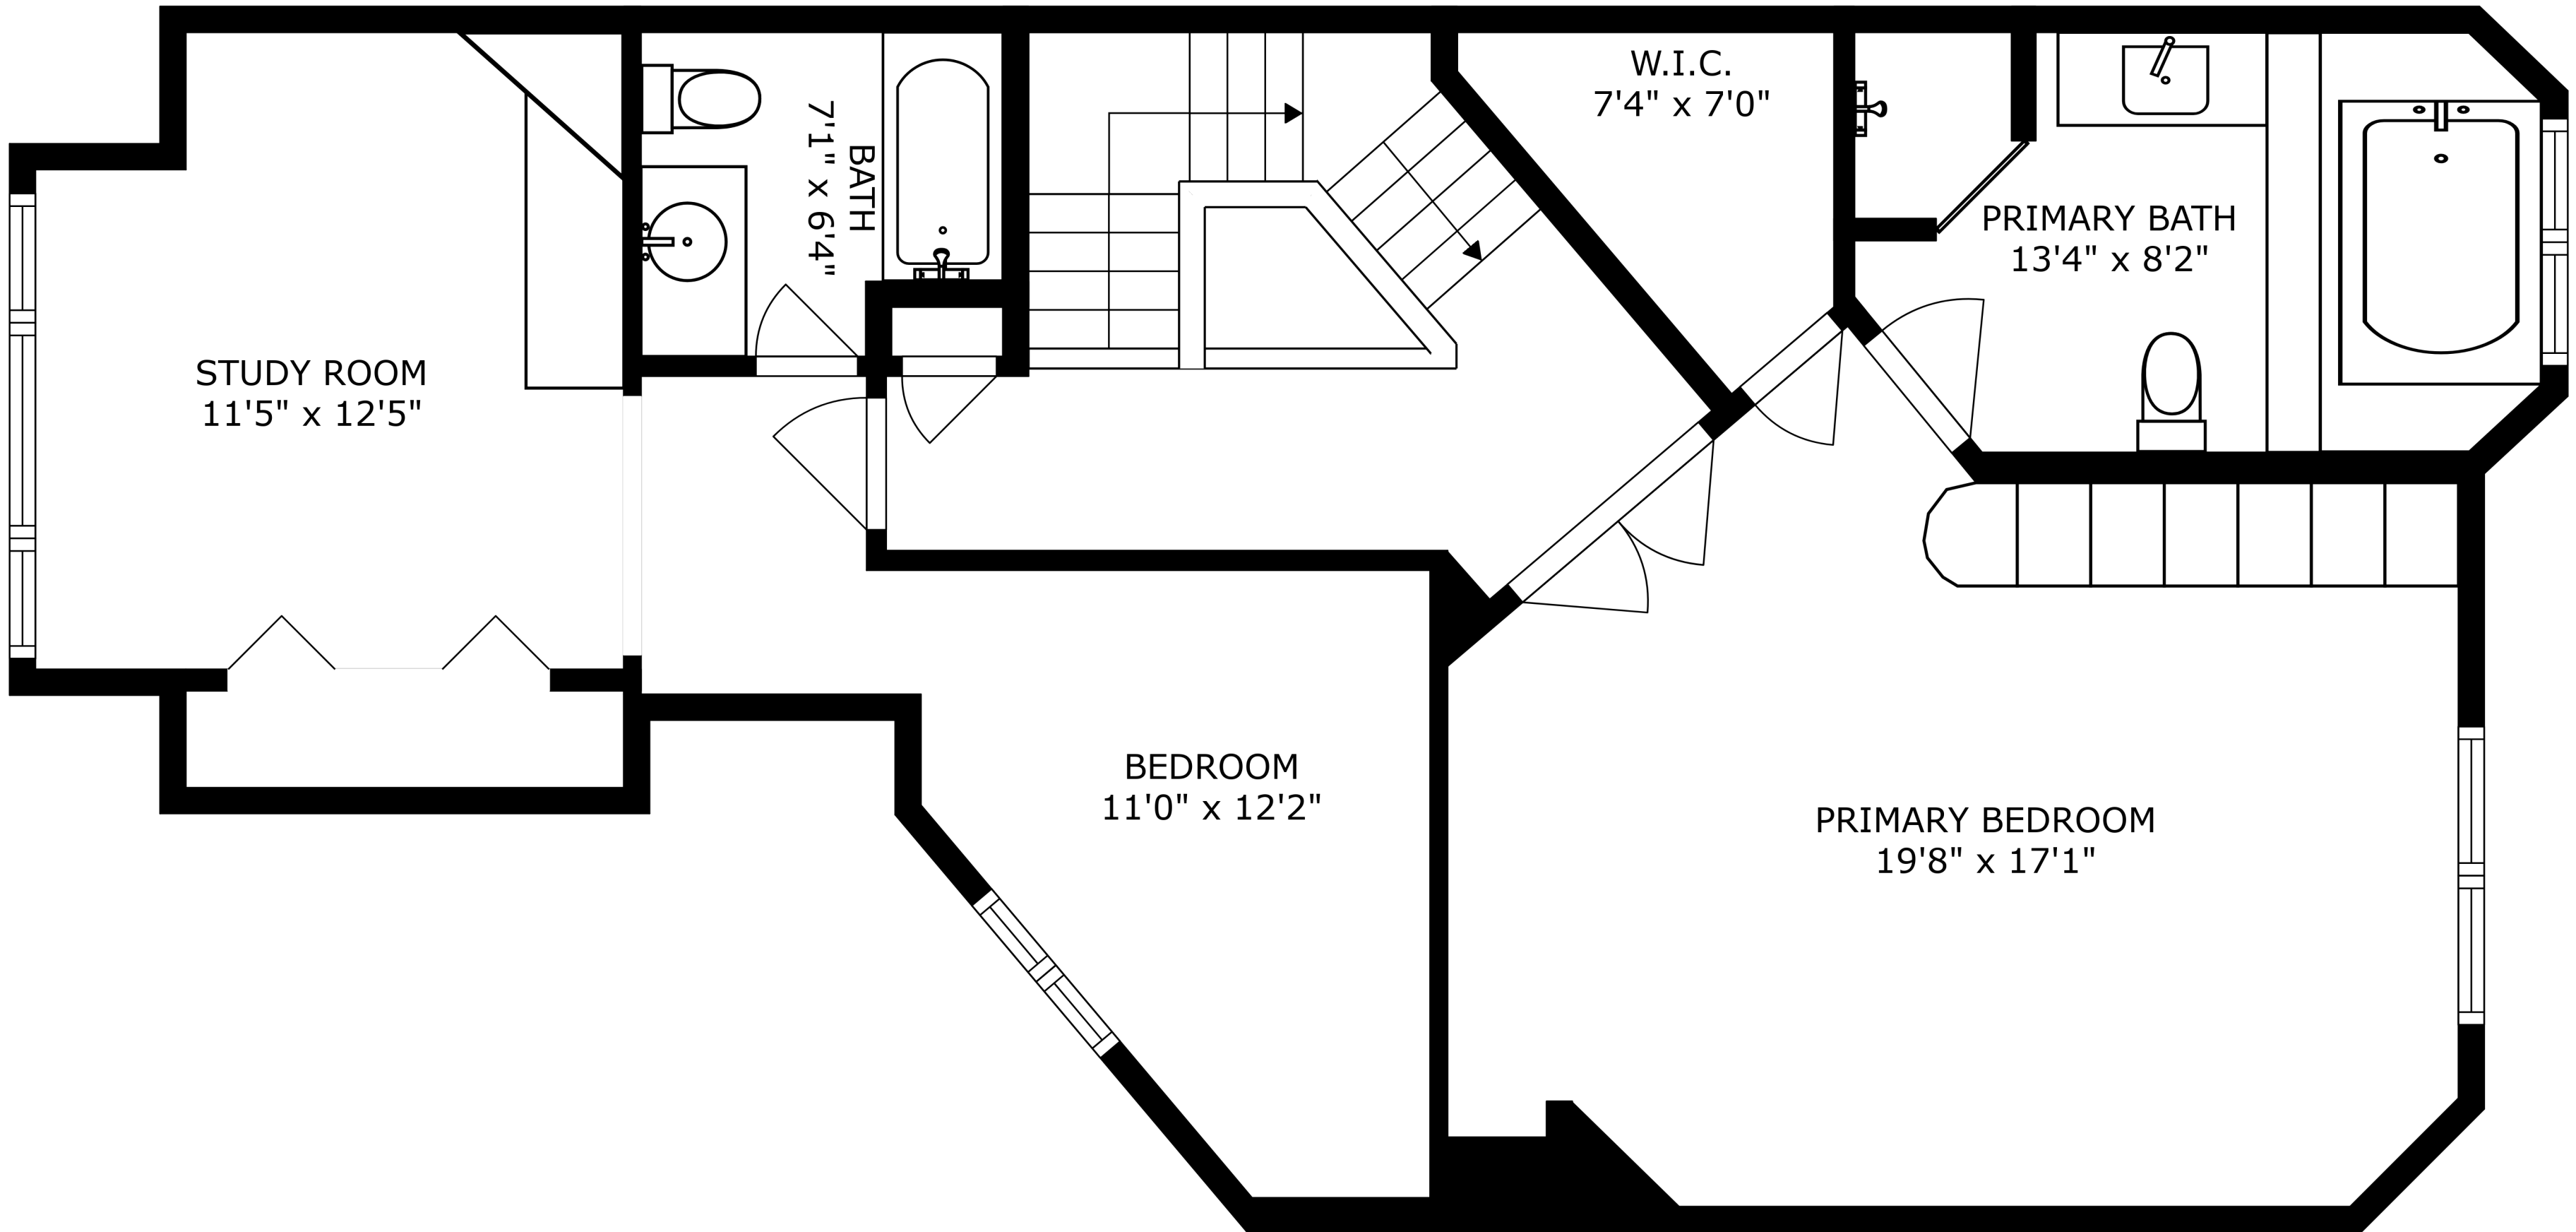 W.I.C.
7'4" x 7'0"
BATH
7'1" x 6'4"
PRIMARY BATH
13'4" x 8'2"
STUDY ROOM
11'5" x 12'5"
BEDROOM
11'0" x 12'2"
PRIMARY BEDROOM
19'8" x 17'1"